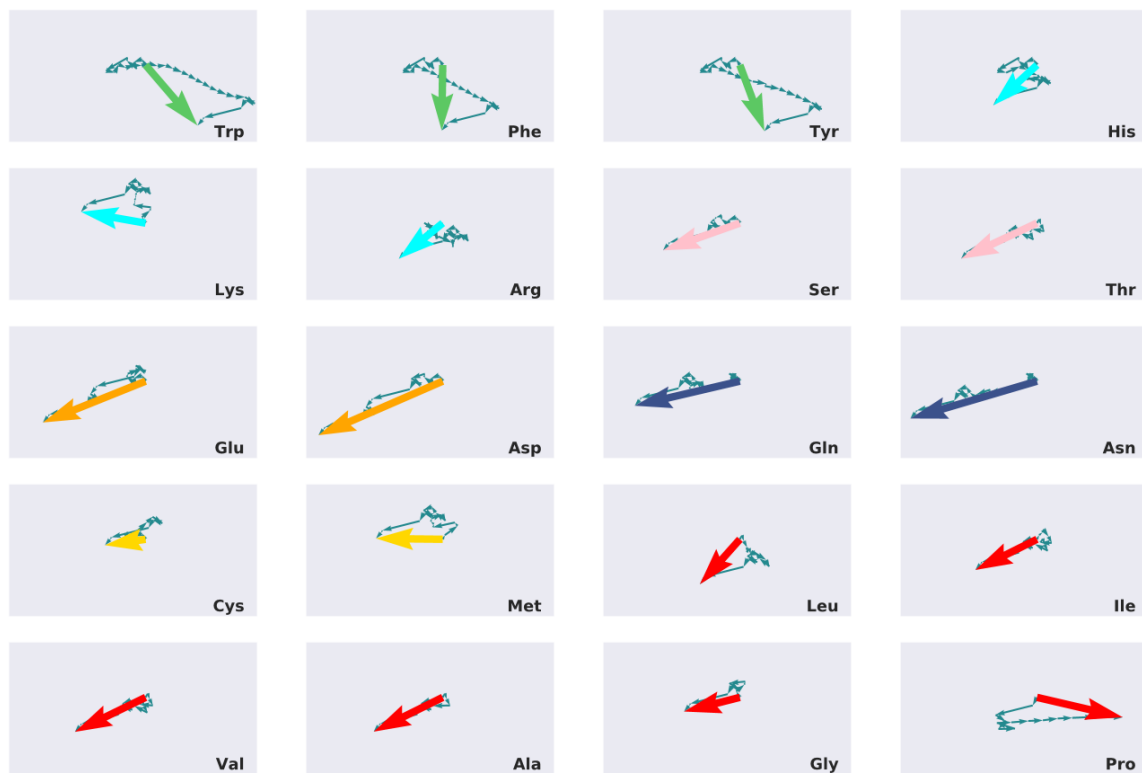 Trp
Phe
Tyr
His
Lys
Arg
Ser
Thr
Glu
Asp
Gln
Asn
Cys
Met
Leu
Ile
Val
Ala
Gly
Pro